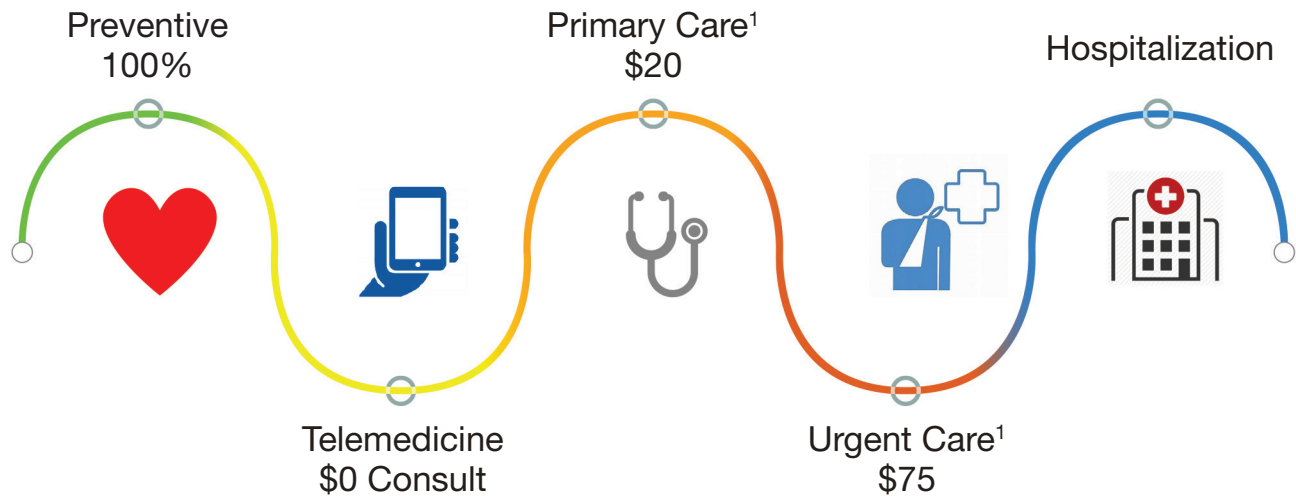 Preventive
100%
Telemedicine
$0 Consult
Primary Care¹
$20
Urgent Care¹
$75
Hospitalization